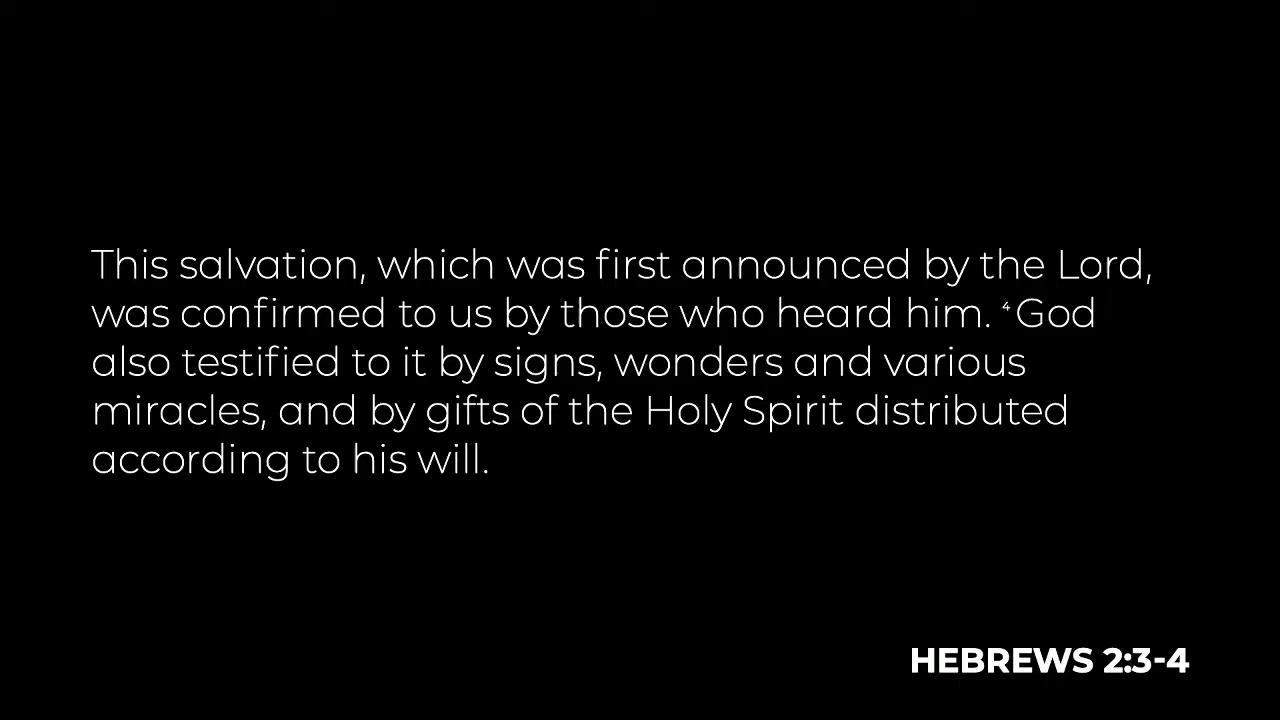 This salvation, which was first announced by the Lord,
was confirmed to us by those who heard him. ⁴God
also testified to it by signs, wonders and various
miracles, and by gifts of the Holy Spirit distributed
according to his will.
HEBREWS 2:3-4